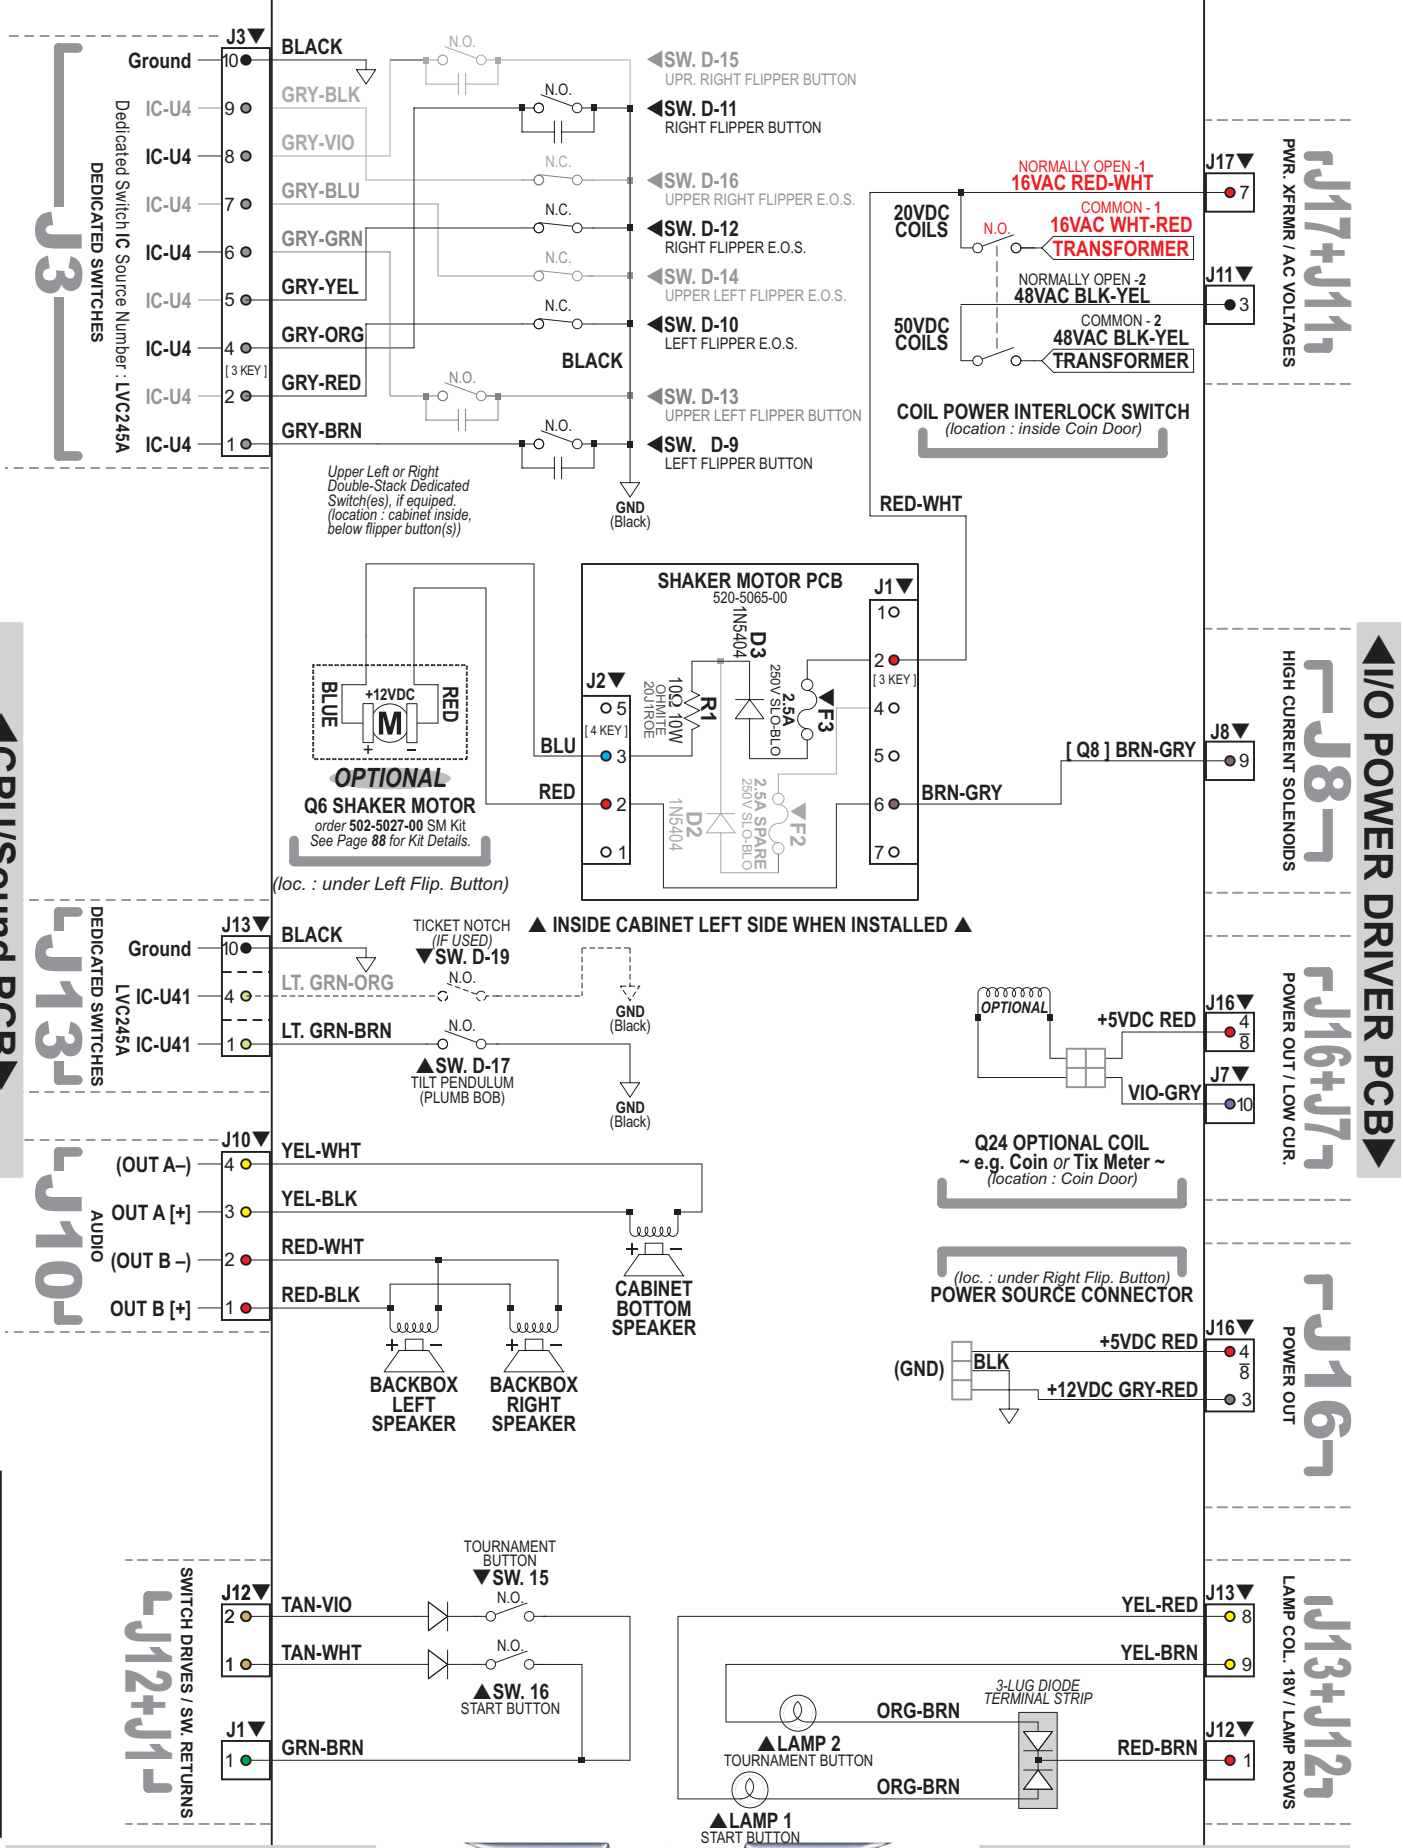 J3▼
Ground 10
IC-U4 9
IC-U4 8
IC-U4 7
IC-U4 6
IC-U4 5
IC-U4 4
[ 3 KEY ]
IC-U4 2
IC-U4 1
BLACK
GRY-BLK
GRY-VIO
GRY-BLU
GRY-GRN
GRY-YEL
GRY-ORG
GRY-RED
GRY-BRN
J3
DEDICATED SWITCHES
Dedicated Switch IC Source Number : LVC245A
N.O.
◀SW. D-15
UPR. RIGHT FLIPPER BUTTON
N.O.
◀SW. D-11
RIGHT FLIPPER BUTTON
N.C.
◀SW. D-16
UPPER RIGHT FLIPPER E.O.S.
N.C.
◀SW. D-12
RIGHT FLIPPER E.O.S.
N.C.
◀SW. D-14
UPPER LEFT FLIPPER E.O.S.
N.C.
◀SW. D-10
LEFT FLIPPER E.O.S.
BLACK
N.O.
◀SW. D-13
UPPER LEFT FLIPPER BUTTON
N.O.
◀SW. D-9
LEFT FLIPPER BUTTON
GND
(Black)
Upper Left or Right
Double-Stack Dedicated
Switch(es), if equiped.
(location : cabinet inside,
below flipper button(s))
J17▼
7
NORMALLY OPEN -1
16VAC RED-WHT
COMMON - 1
16VAC WHT-RED
TRANSFORMER
20VDC
COILS
N.O.
J11▼
3
NORMALLY OPEN -2
48VAC BLK-YEL
COMMON - 2
48VAC BLK-YEL
TRANSFORMER
50VDC
COILS
COIL POWER INTERLOCK SWITCH
(location : inside Coin Door)
PWR. XFRMR / AC VOLTAGES
J17+J11
RED-WHT
SHAKER MOTOR PCB
520-5065-00
J1▼
1
2
[ 3 KEY ]
4
5
6
7
1N5404
D3
250V SLO-BLO
2.5A
▼F3
R1
10Ω 10W
OHMITE
20J1ROE
2.5A SPARE
250V SLO-BLO
▼F2
D2
1N5404
J2▼
5
[ 4 KEY ]
3
2
1
BLU
RED
BLUE
+12VDC
RED
M
+ −
OPTIONAL
Q6 SHAKER MOTOR
order 502-5027-00 SM Kit
See Page 88 for Kit Details.
(loc. : under Left Flip. Button)
▲ INSIDE CABINET LEFT SIDE WHEN INSTALLED ▲
BRN-GRY
[ Q8 ] BRN-GRY
J8▼
9
HIGH CURRENT SOLENOIDS
J8
◀I/O POWER DRIVER PCB▶
◀CPU/Sound PCB▶
J13
DEDICATED SWITCHES
LVC245A
J13▼
Ground 10
IC-U41 4
IC-U41 1
BLACK
LT. GRN-ORG
LT. GRN-BRN
TICKET NOTCH
(IF USED)
▼SW. D-19
N.O.
GND
(Black)
N.O.
▲SW. D-17
TILT PENDULUM
(PLUMB BOB)
GND
(Black)
OPTIONAL
+5VDC RED
VIO-GRY
J16▼
4
8
J7▼
10
POWER OUT / LOW CUR.
J16+J7
Q24 OPTIONAL COIL
~ e.g. Coin or Tix Meter ~
(location : Coin Door)
J10
AUDIO
J10▼
(OUT A–) 4
OUT A [+] 3
(OUT B –) 2
OUT B [+] 1
YEL-WHT
YEL-BLK
RED-WHT
RED-BLK
+ −
CABINET
BOTTOM
SPEAKER
+ −
BACKBOX
LEFT
SPEAKER
+ −
BACKBOX
RIGHT
SPEAKER
(loc. : under Right Flip. Button)
POWER SOURCE CONNECTOR
(GND)
BLK
+5VDC RED
+12VDC GRY-RED
J16▼
4
8
3
POWER OUT
J16
J12+J1
SWITCH DRIVES / SW. RETURNS
J12▼
2
1
J1▼
1
TAN-VIO
TAN-WHT
GRN-BRN
TOURNAMENT
BUTTON
▼SW. 15
N.O.
N.O.
▲SW. 16
START BUTTON
YEL-RED
YEL-BRN
J13▼
8
9
J12▼
1
RED-BRN
3-LUG DIODE
TERMINAL STRIP
ORG-BRN
▲LAMP 2
TOURNAMENT BUTTON
ORG-BRN
▲LAMP 1
START BUTTON
LAMP COL. 18V / LAMP ROWS
J13+J12